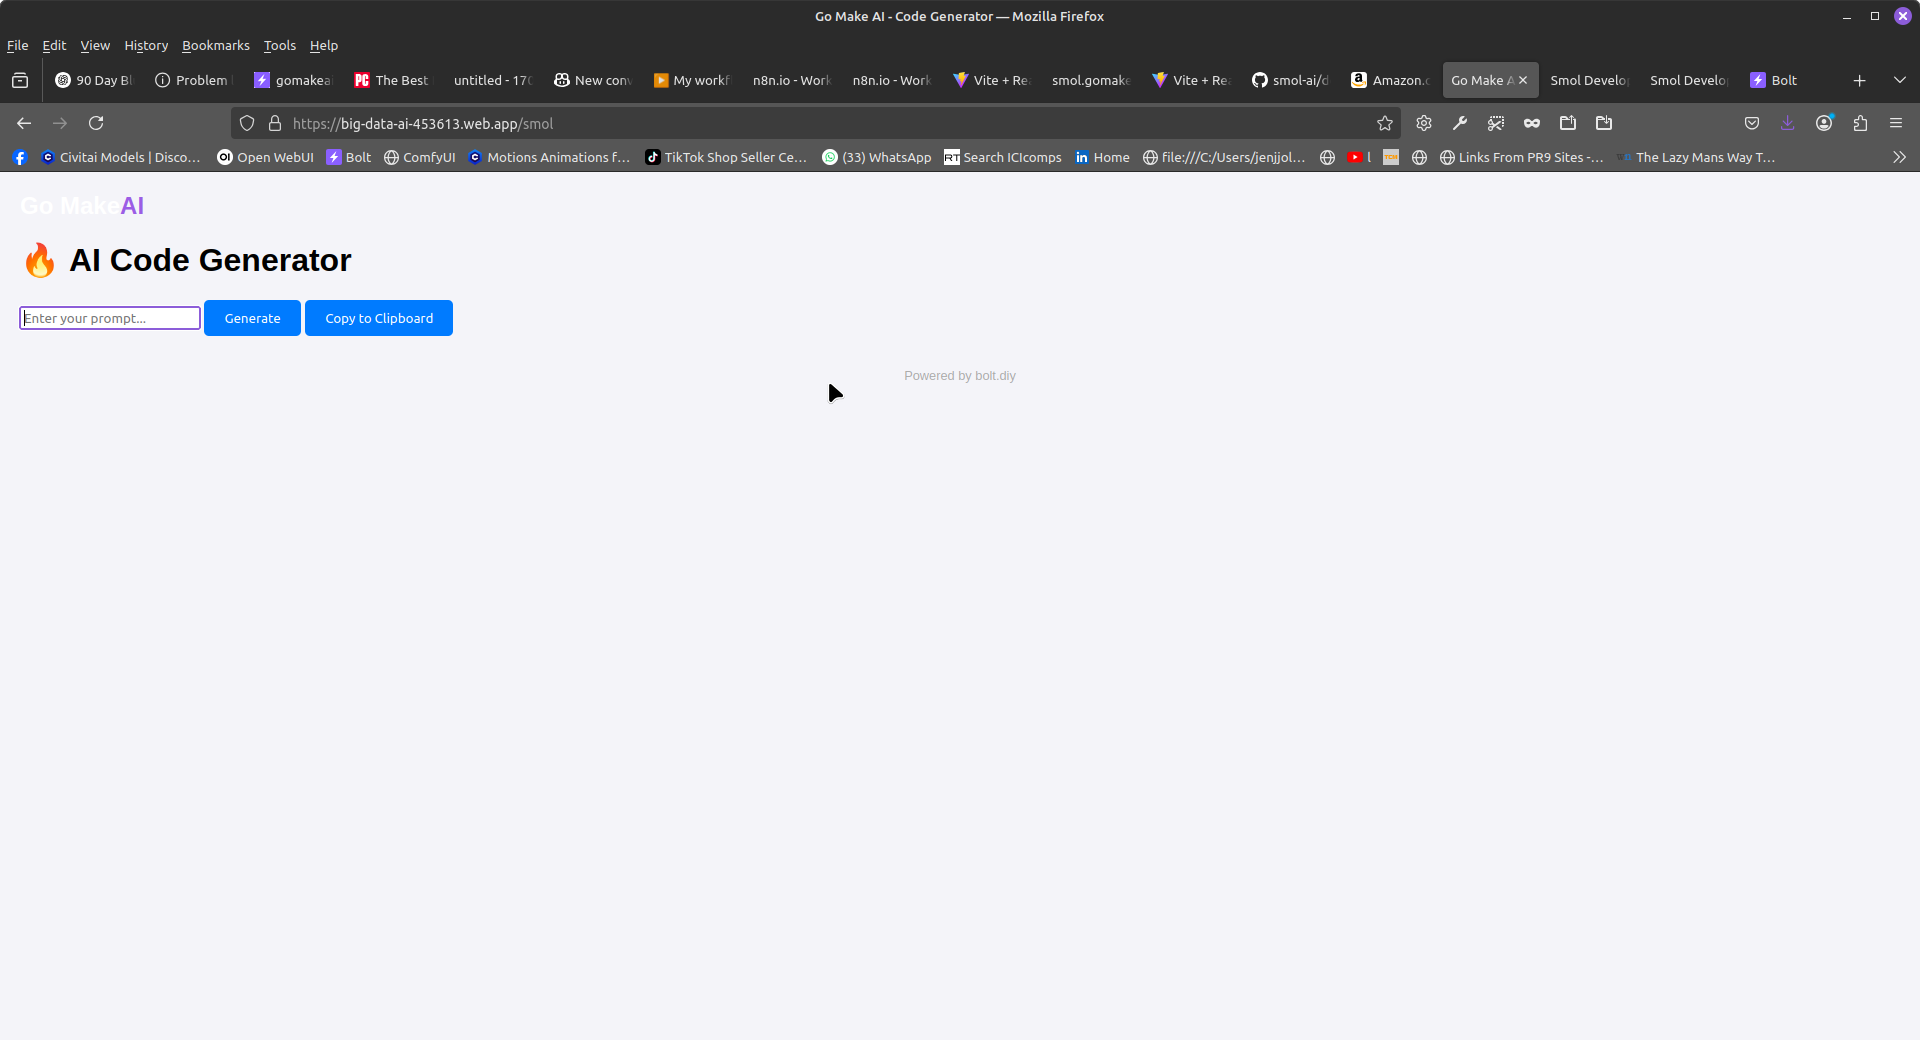 Go Make AI - Code Generator — Mozilla Firefox
File Edit View History Bookmarks Tools Help
90 Day Bl Problem gomakea The Best untitled - 170 New con My workf n8n.io - Work n8n.io - Work Vite + Re smol.gomake Vite + Re smol-ai/d Amazon.c Go Make A Smol Develo Smol Develo Bolt
https://big-data-ai-453613.web.app/smol
Civitai Models | Disco... Open WebUI Bolt ComfyUI Motions Animations f... TikTok Shop Seller Ce... (33) WhatsApp RT Search ICIcomps Home file:///C:/Users/jenjjol... l Links From PR9 Sites -... The Lazy Mans Way T...
Go MakeAI
🔥 AI Code Generator
Enter your prompt... Generate Copy to Clipboard
Powered by bolt.diy